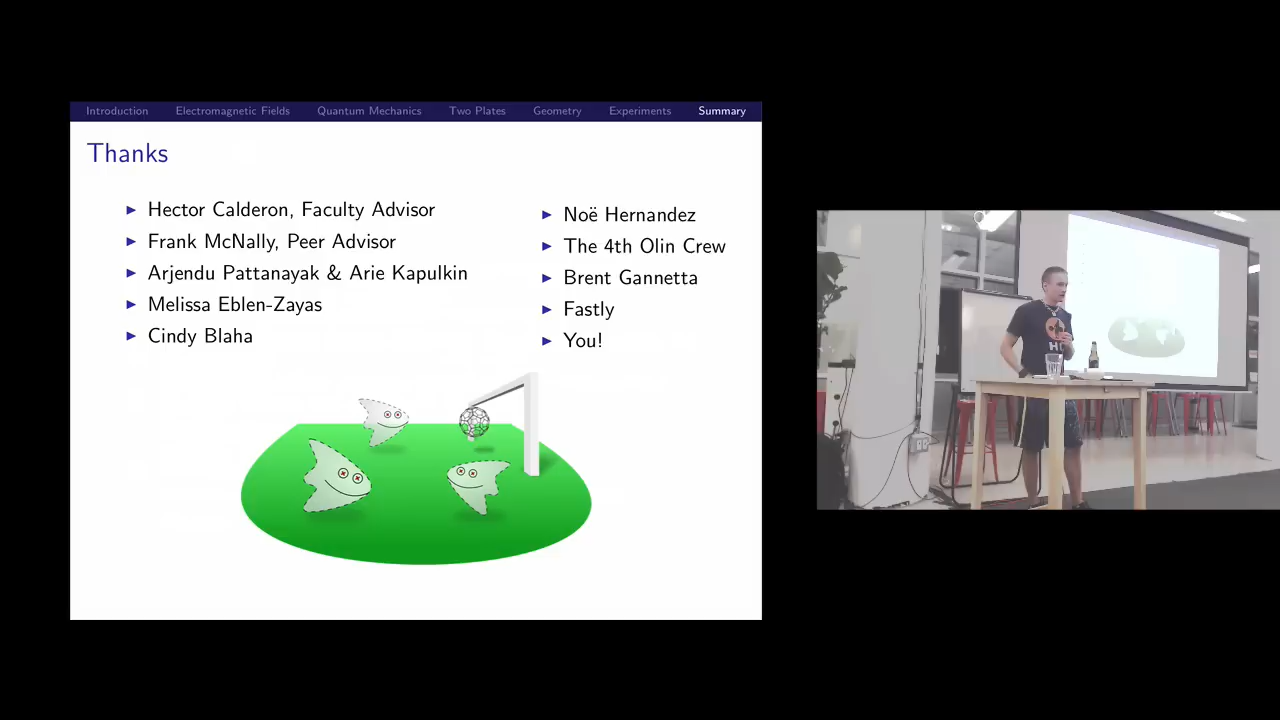 Introduction Electromagnetic Fields Quantum Mechanics Two Plates Geometry Experiments Summary
Thanks
Hector Calderon, Faculty Advisor
Frank McNally, Peer Advisor
Arjendu Pattanayak & Arie Kapulkin
Melissa Eblen-Zayas
Cindy Blaha
Noë Hernandez
The 4th Olin Crew
Brent Gannetta
Fastly
You!